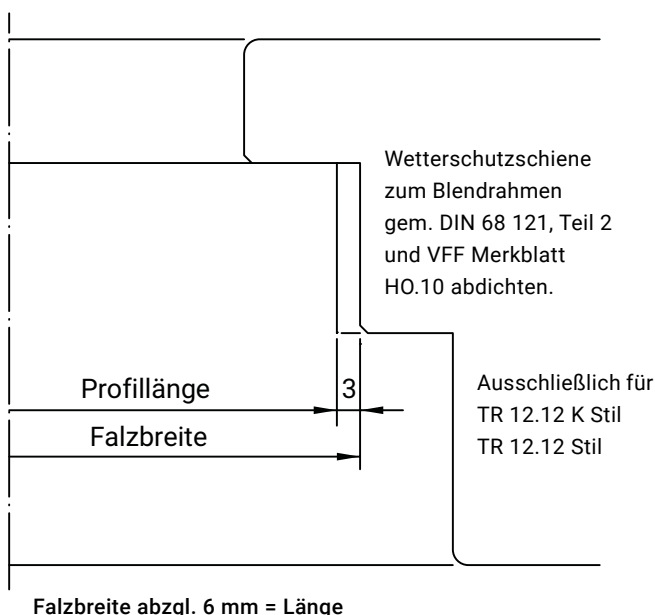 Wetterschutzschiene
zum Blendrahmen
gem. DIN 68 121, Teil 2
und VFF Merkblatt
HO.10 abdichten.
Profillänge
3
Falzbreite
Ausschließlich für
TR 12.12 K Stil
TR 12.12 Stil
Falzbreite abzgl. 6 mm = Länge